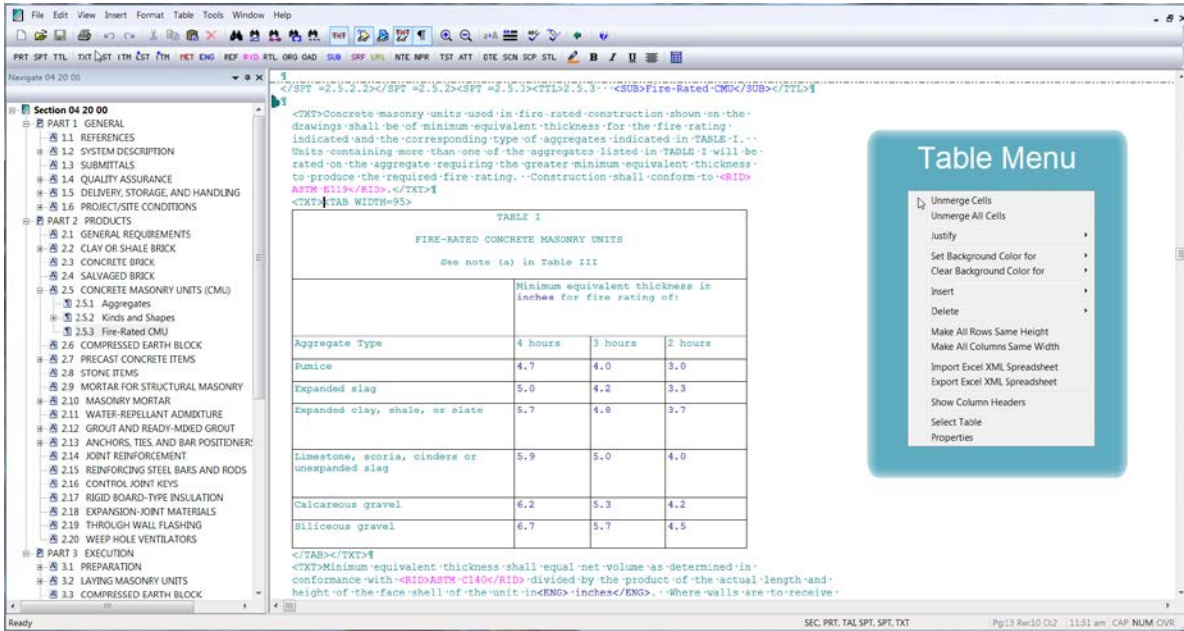 File Edit View Insert Format Table Tools Window Help
PRT SPT TTL TXT LST ITM MET ENG REF RID RTL ORG OAD SUB SRF URL NTE NPR TST ATT DTE SCN SCP STL B I U
Navigate 04 20 00
Section 04 20 00
PART 1 GENERAL
1.1 REFERENCES
1.2 SYSTEM DESCRIPTION
1.3 SUBMITTALS
1.4 QUALITY ASSURANCE
1.5 DELIVERY, STORAGE, AND HANDLING
1.6 PROJECT/SITE CONDITIONS
PART 2 PRODUCTS
2.1 GENERAL REQUIREMENTS
2.2 CLAY OR SHALE BRICK
2.3 CONCRETE BRICK
2.4 SALVAGED BRICK
2.5 CONCRETE MASONRY UNITS (CMU)
2.5.1 Aggregates
2.5.2 Kinds and Shapes
2.5.3 Fire-Rated CMU
2.6 COMPRESSED EARTH BLOCK
2.7 PRECAST CONCRETE ITEMS
2.8 STONE ITEMS
2.9 MORTAR FOR STRUCTURAL MASONRY
2.10 MASONRY MORTAR
2.11 WATER-REPELLANT ADMIXTURE
2.12 GROUT AND READY-MIXED GROUT
2.13 ANCHORS, TIES, AND BAR POSITIONERS
2.14 JOINT REINFORCEMENT
2.15 REINFORCING STEEL BARS AND RODS
2.16 CONTROL JOINT KEYS
2.17 RIGID BOARD-TYPE INSULATION
2.18 EXPANSION-JOINT MATERIALS
2.19 THROUGH WALL FLASHING
2.20 WEEP HOLE VENTILATORS
PART 3 EXECUTION
3.1 PREPARATION
3.2 LAYING MASONRY UNITS
3.3 COMPRESSED EARTH BLOCK
¶
</SPT =2.5.2.2></SPT =2.5.2><SPT =2.5.3><TTL>2.5.3···<SUB>Fire-Rated·CMU</SUB></TTL>¶
¶
<TXT>Concrete·masonry·units·used·in·fire-rated·construction·shown·on·the·
drawings·shall·be·of·minimum·equivalent·thickness·for·the·fire·rating·
indicated·and·the·corresponding·type·of·aggregates·indicated·in·TABLE·I.··
Units·containing·more·than·one·of·the·aggregates·listed·in·TABLE·I·will·be·
rated·on·the·aggregate·requiring·the·greater·minimum·equivalent·thickness·
to·produce·the·required·fire·rating.··Construction·shall·conform·to·<RID>
ASTM·E119</RID>.</TXT>¶
<TXT><TAB WIDTH=95>
TABLE I
FIRE-RATED CONCRETE MASONRY UNITS
See note (a) in Table III
Minimum equivalent thickness in
inches for fire rating of:
Aggregate Type 4 hours 3 hours 2 hours
Pumice 4.7 4.0 3.0
Expanded slag 5.0 4.2 3.3
Expanded clay, shale, or slate 5.7 4.8 3.7
Limestone, scoria, cinders or 5.9 5.0 4.0
unexpanded slag
Calcareous gravel 6.2 5.3 4.2
Siliceous gravel 6.7 5.7 4.5
</TAB></TXT>¶
<TXT>Minimum·equivalent·thickness·shall·equal·net·volume·as·determined·in·
conformance·with·<RID>ASTM·C140</RID>·divided·by·the·product·of·the·actual·length·and·
height·of·the·face·shell·of·the·unit·in<ENG>·inches</ENG>.··Where·walls·are·to·receive·
Table Menu
Unmerge Cells
Unmerge All Cells
Justify
Set Background Color for
Clear Background Color for
Insert
Delete
Make All Rows Same Height
Make All Columns Same Width
Import Excel XML Spreadsheet
Export Excel XML Spreadsheet
Show Column Headers
Select Table
Properties
Ready SEC, PRT, TAI, SPT, SPT, TXT 11:31 am CAP NUM OVR